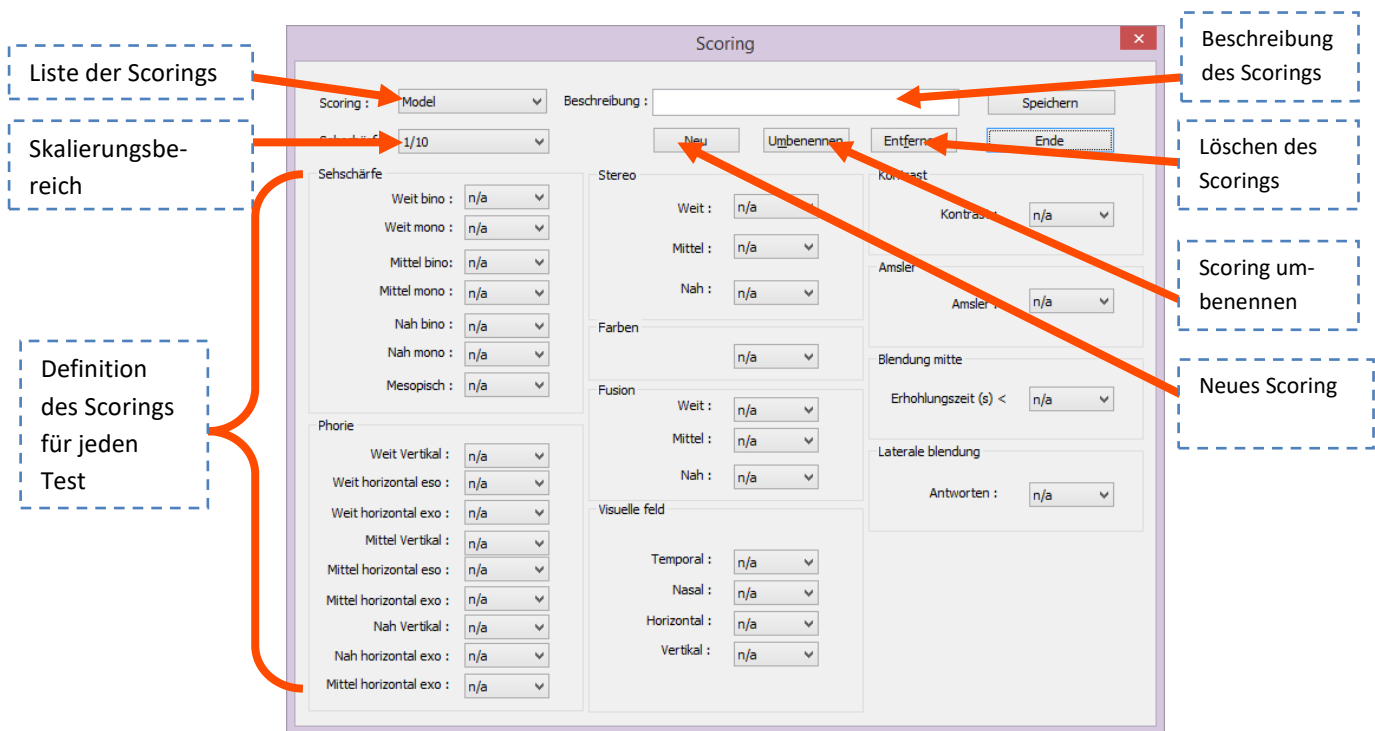 Scoring
Liste der Scorings
Skalierungsbe-
reich
Definition
des Scorings
für jeden
Test
Scoring : Model
Beschreibung :
Speichern
1/10
Neu
Umbenennen
Ende
Sehschärfe
Weit bino : n/a
Weit mono : n/a
Mittel bino: n/a
Mittel mono : n/a
Nah bino : n/a
Nah mono : n/a
Mesopisch : n/a
Phorie
Weit Vertikal : n/a
Weit horizontal eso : n/a
Weit horizontal exo : n/a
Mittel Vertikal : n/a
Mittel horizontal eso : n/a
Mittel horizontal exo : n/a
Nah Vertikal : n/a
Nah horizontal exo : n/a
Mittel horizontal exo : n/a
Stereo
Weit : n/a
Mittel : n/a
Nah : n/a
Farben
n/a
Fusion
Weit : n/a
Mittel : n/a
Nah : n/a
Visuelle feld
Temporal : n/a
Nasal : n/a
Horizontal : n/a
Vertikal : n/a
Kontrast
Kontrast : n/a
Amsler
Amsler : n/a
Blendung mitte
Erhohlungszeit (s) < n/a
Laterale blendung
Antworten : n/a
Beschreibung
des Scorings
Löschen des
Scorings
Scoring um-
benennen
Neues Scoring